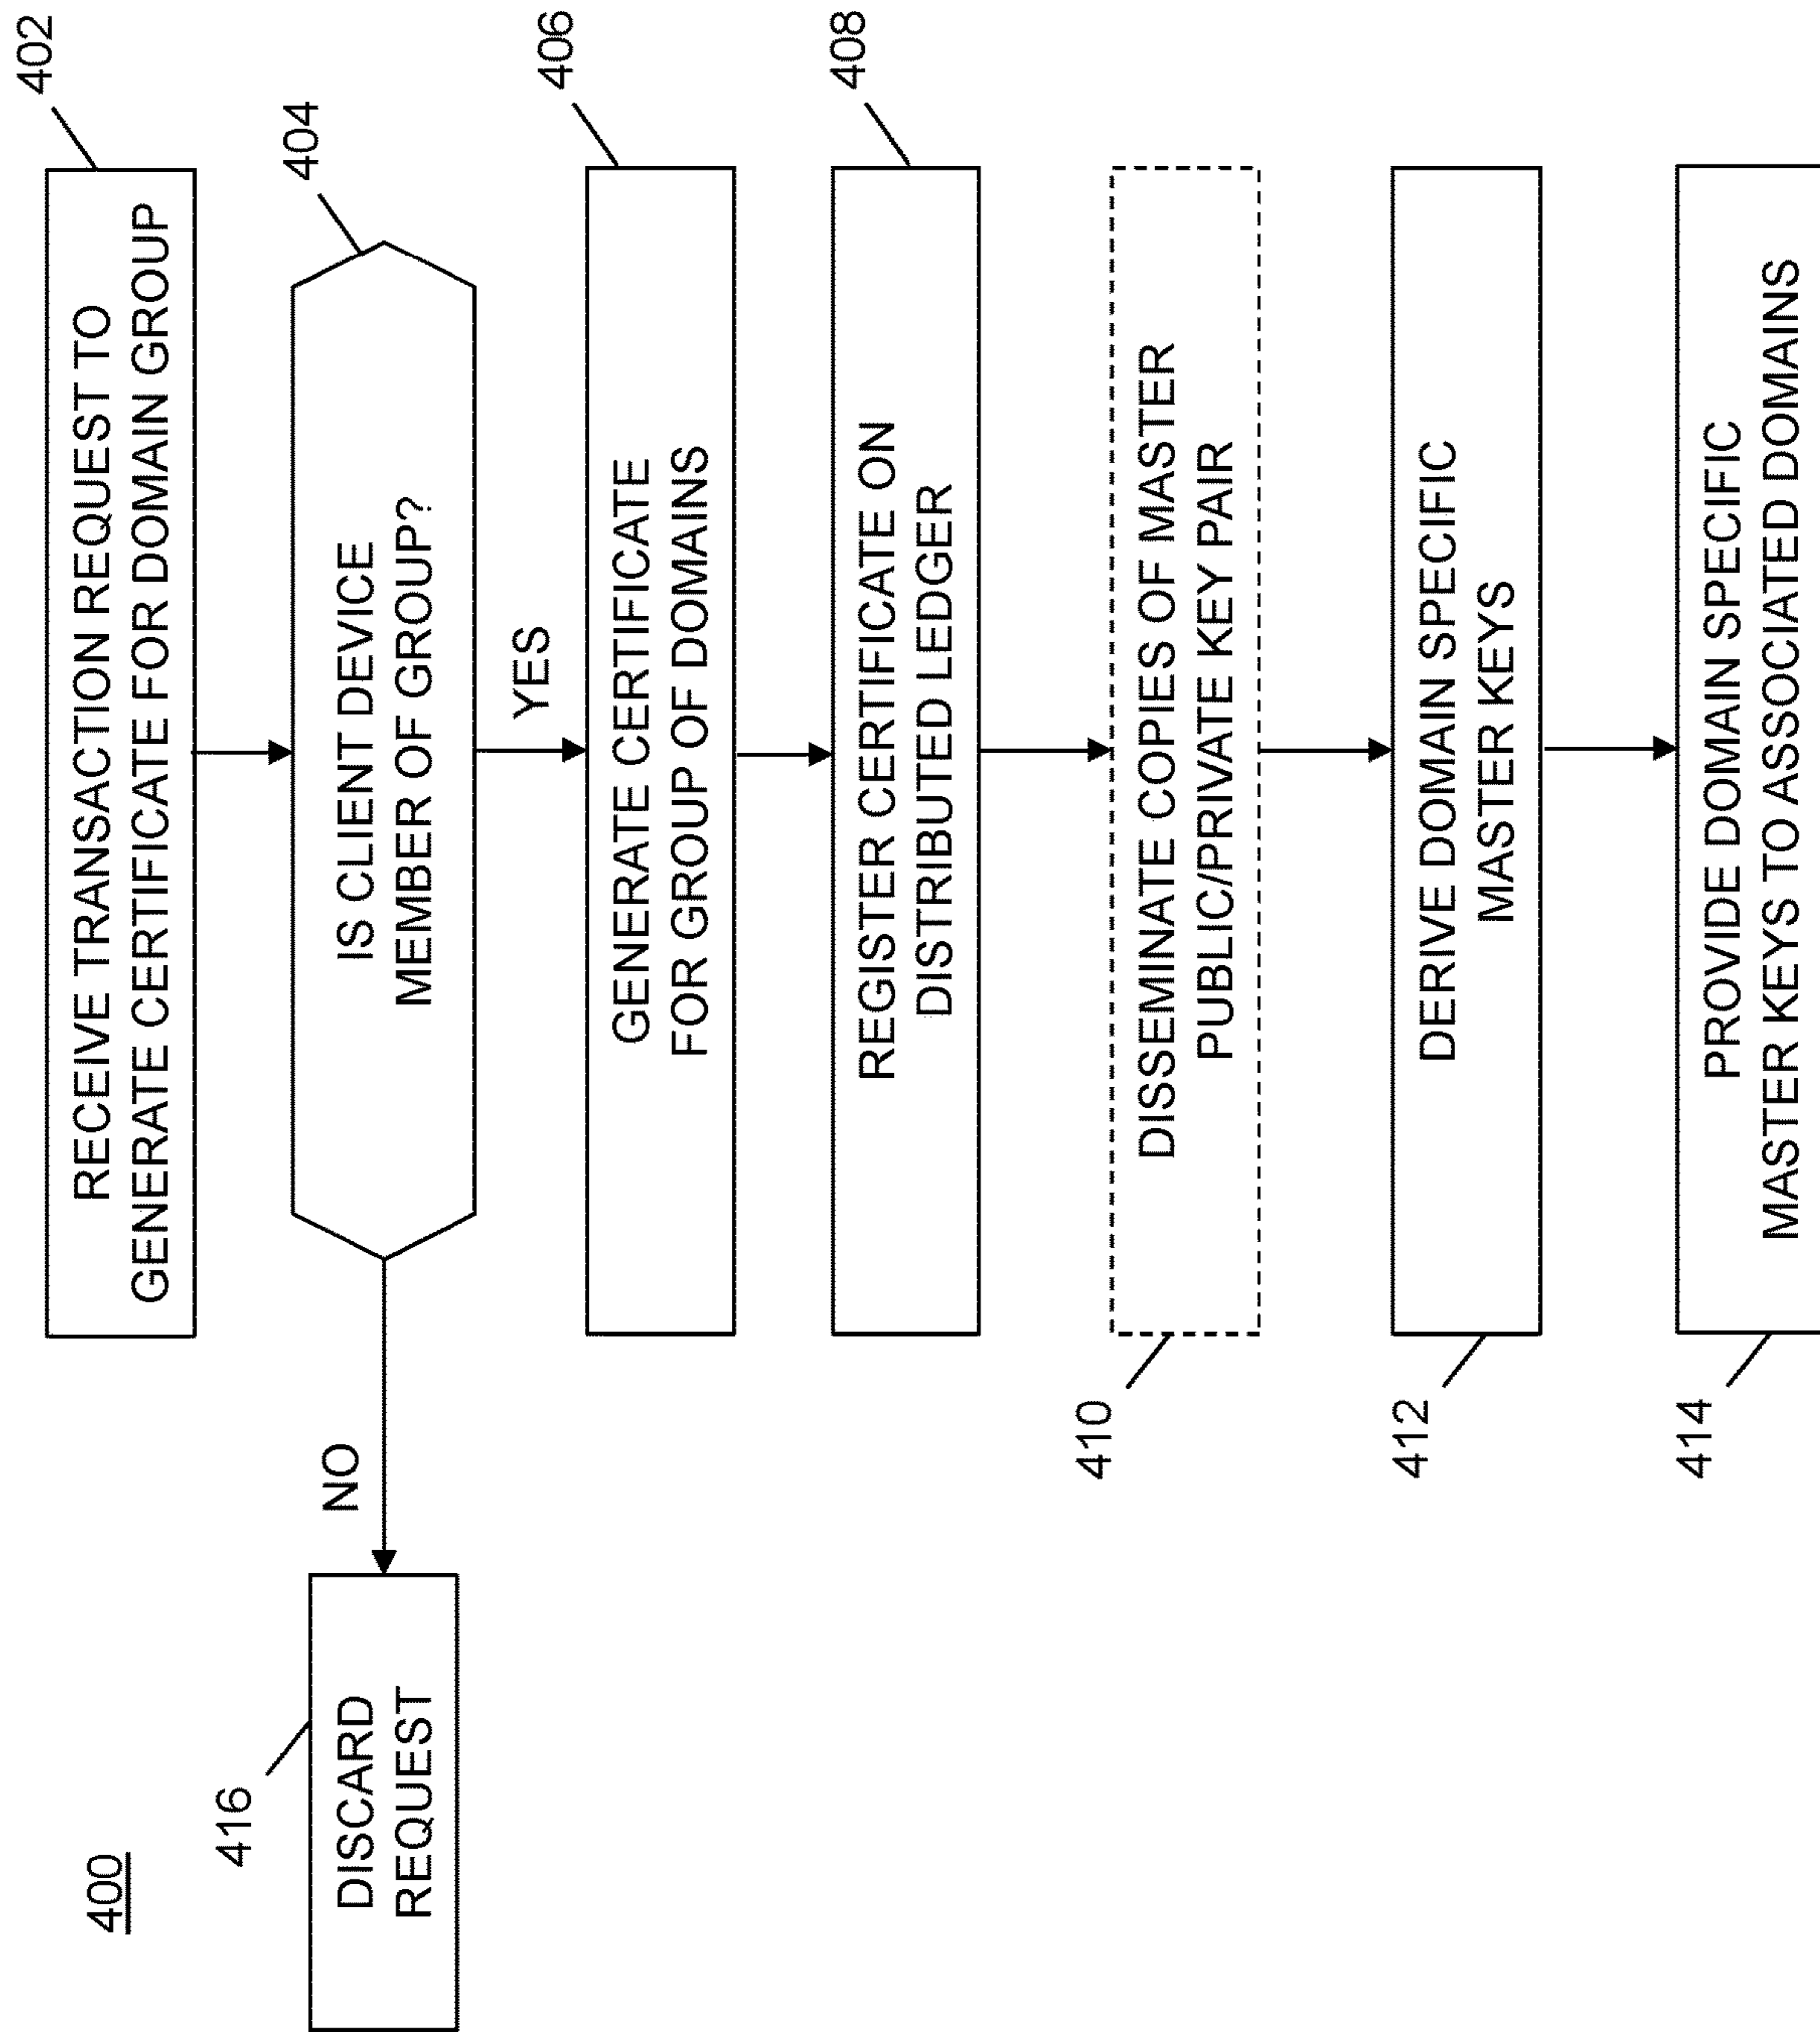 400
402
RECEIVE TRANSACTION REQUEST TO
GENERATE CERTIFICATE FOR DOMAIN GROUP
404
IS CLIENT DEVICE
MEMBER OF GROUP?
NO
416
DISCARD
REQUEST
YES
406
GENERATE CERTIFICATE
FOR GROUP OF DOMAINS
408
REGISTER CERTIFICATE ON
DISTRIBUTED LEDGER
410
DISSEMINATE COPIES OF MASTER
PUBLIC/PRIVATE KEY PAIR
412
DERIVE DOMAIN SPECIFIC
MASTER KEYS
414
PROVIDE DOMAIN SPECIFIC
MASTER KEYS TO ASSOCIATED DOMAINS